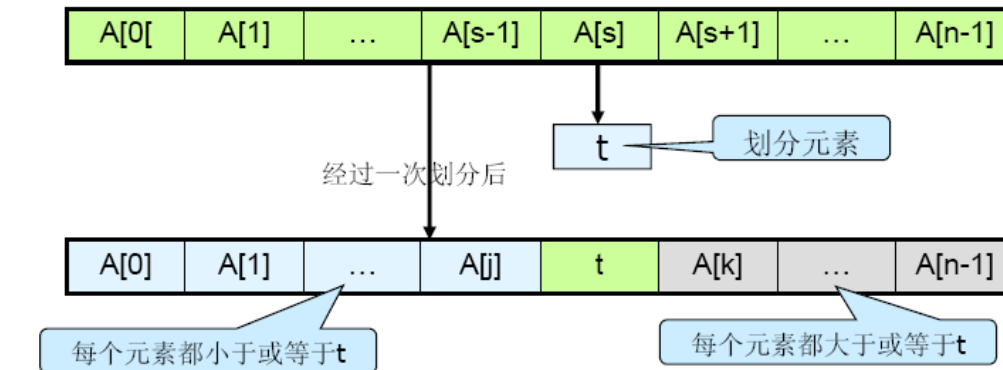 A[0[ A[1] … A[s-1] A[s] A[s+1] … A[n-1]
t 划分元素
经过一次划分后
A[0] A[1] … A[j] t A[k] … A[n-1]
每个元素都小于或等于t 每个元素都大于或等于t